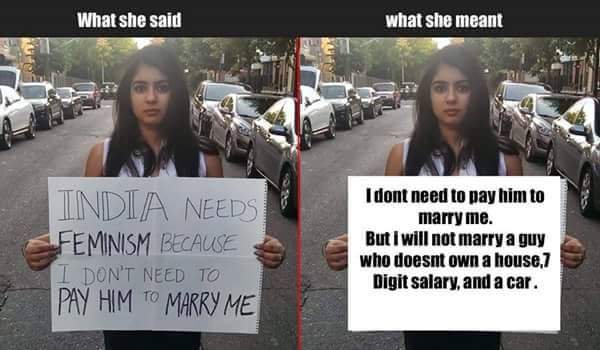 What she said
what she meant
INDIA NEEDS
FEMINISM BECAUSE
I DON'T NEED TO
PAY HIM TO MARRY ME
I dont need to pay him to
marry me.
But i will not marry a guy
who doesnt own a house,7
Digit salary, and a car .